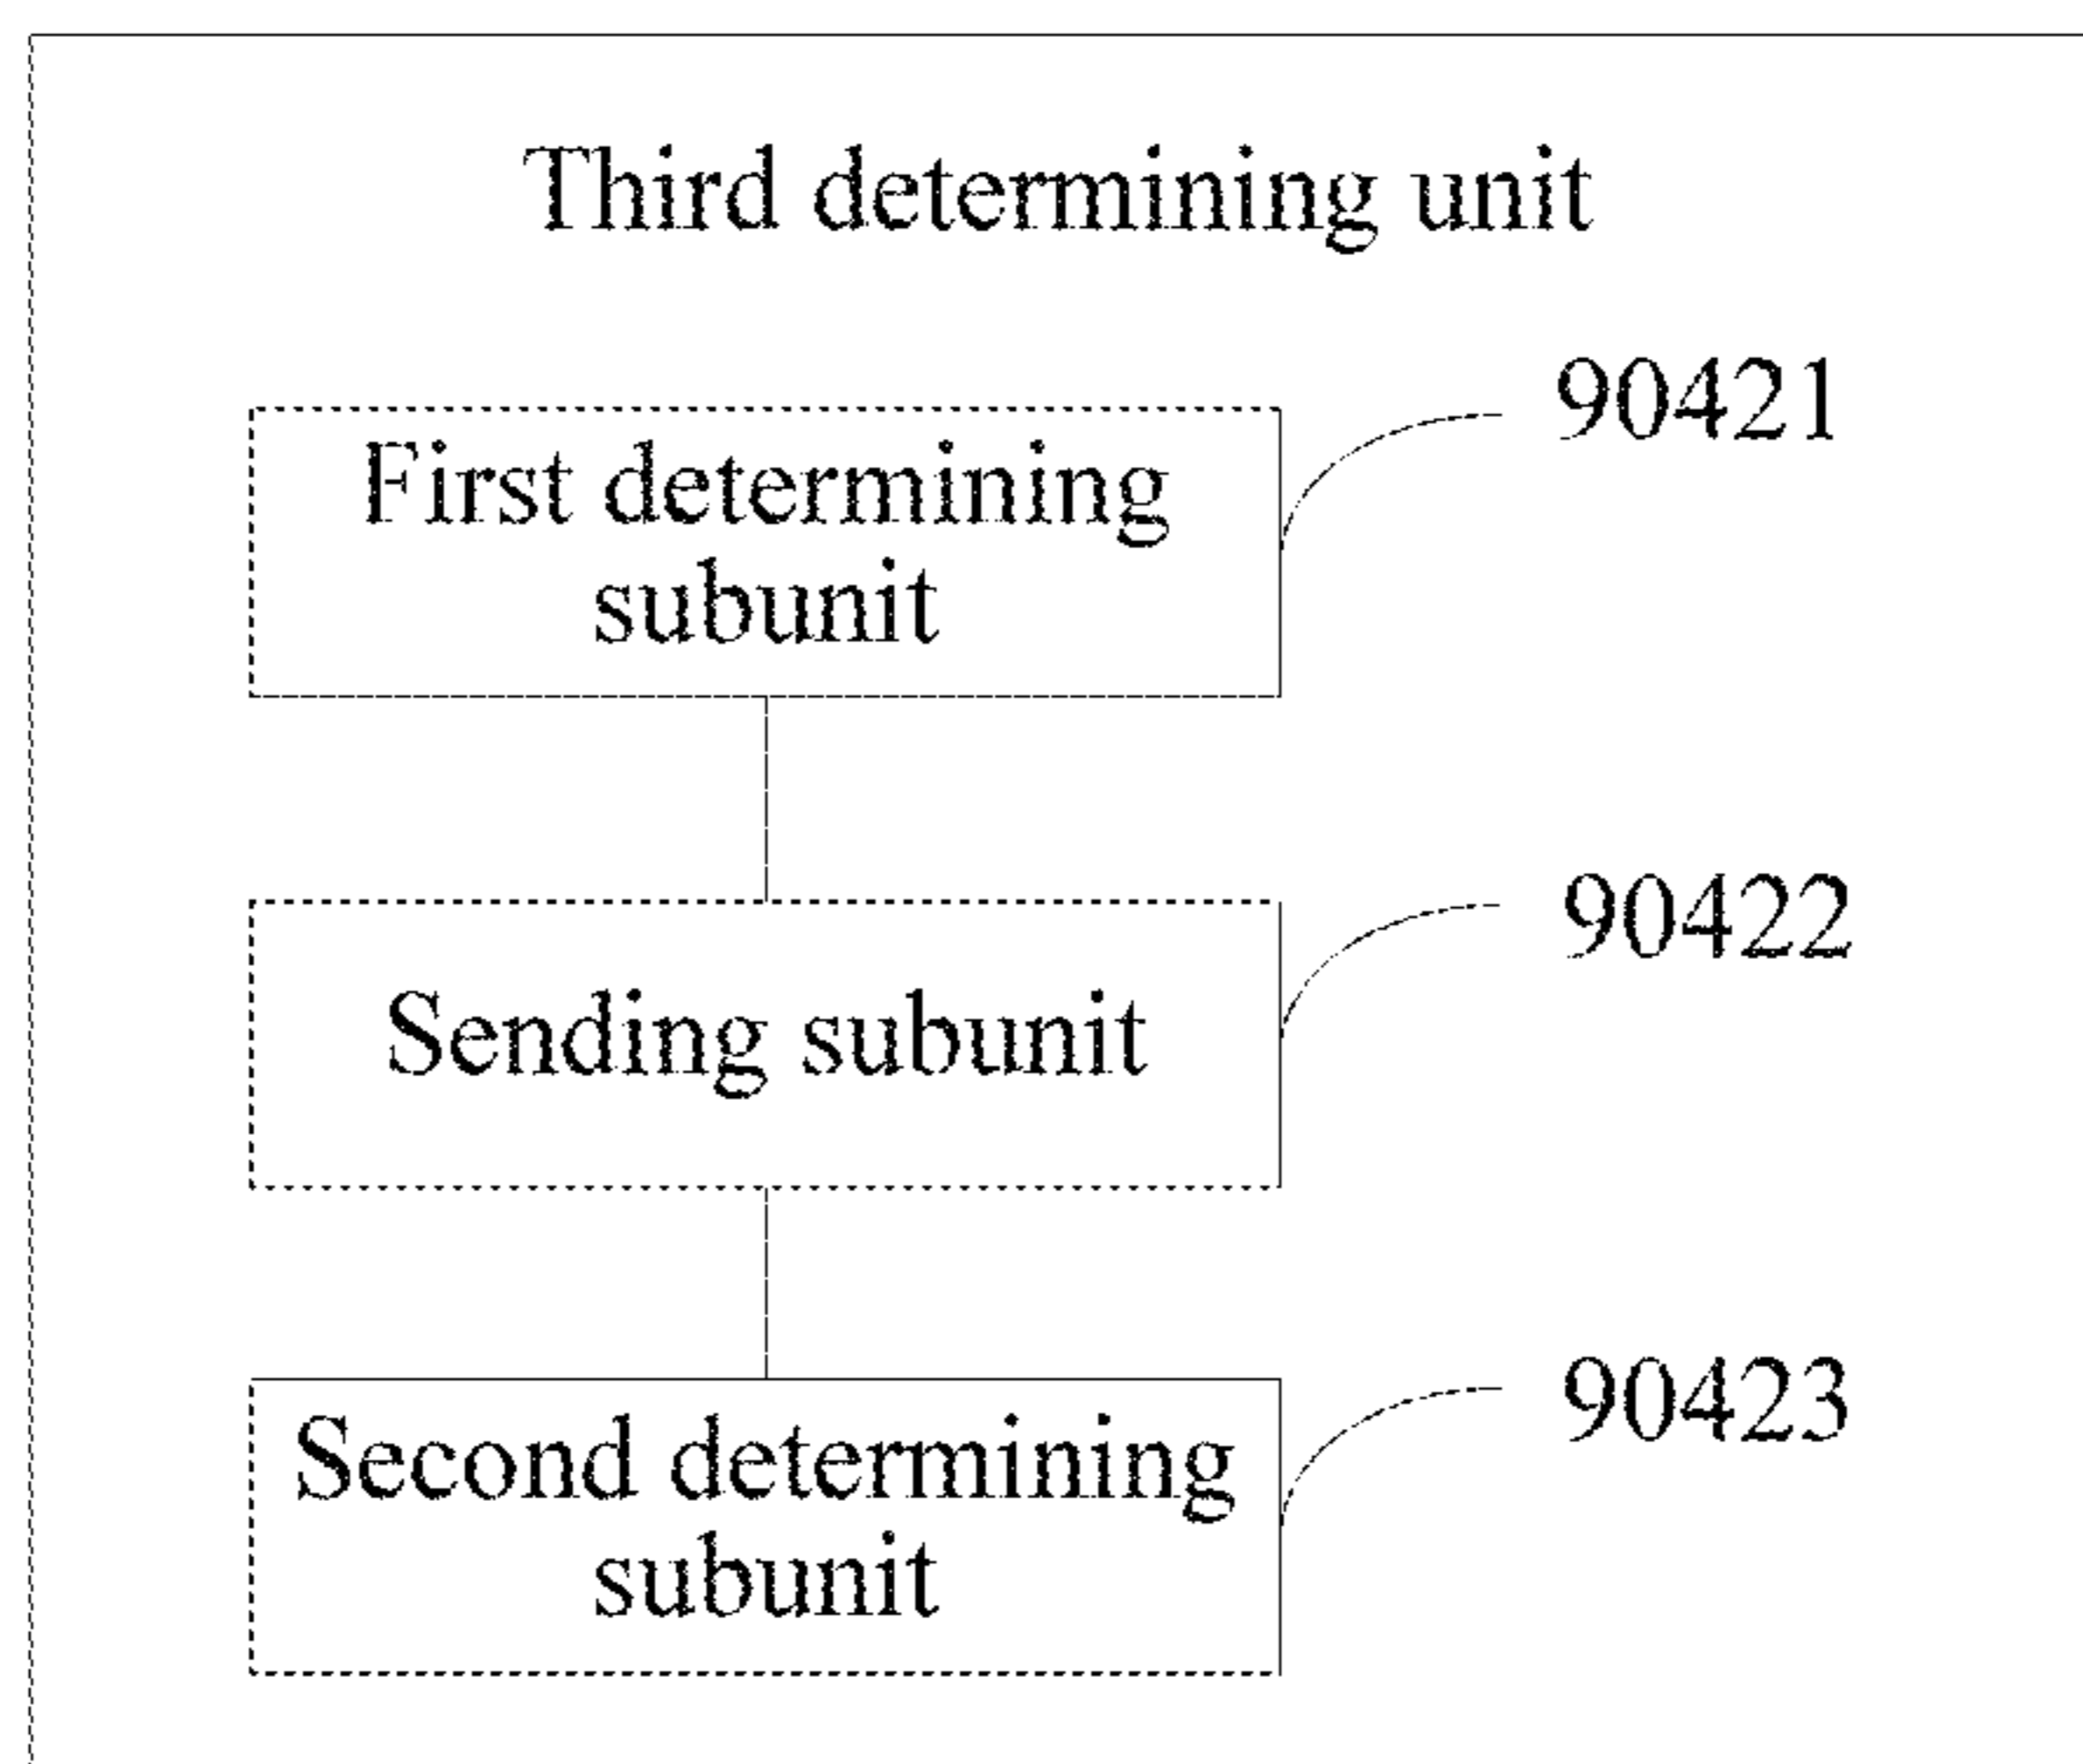 Third determining unit
90421
First determining
subunit
90422
Sending subunit
90423
Second determining
subunit